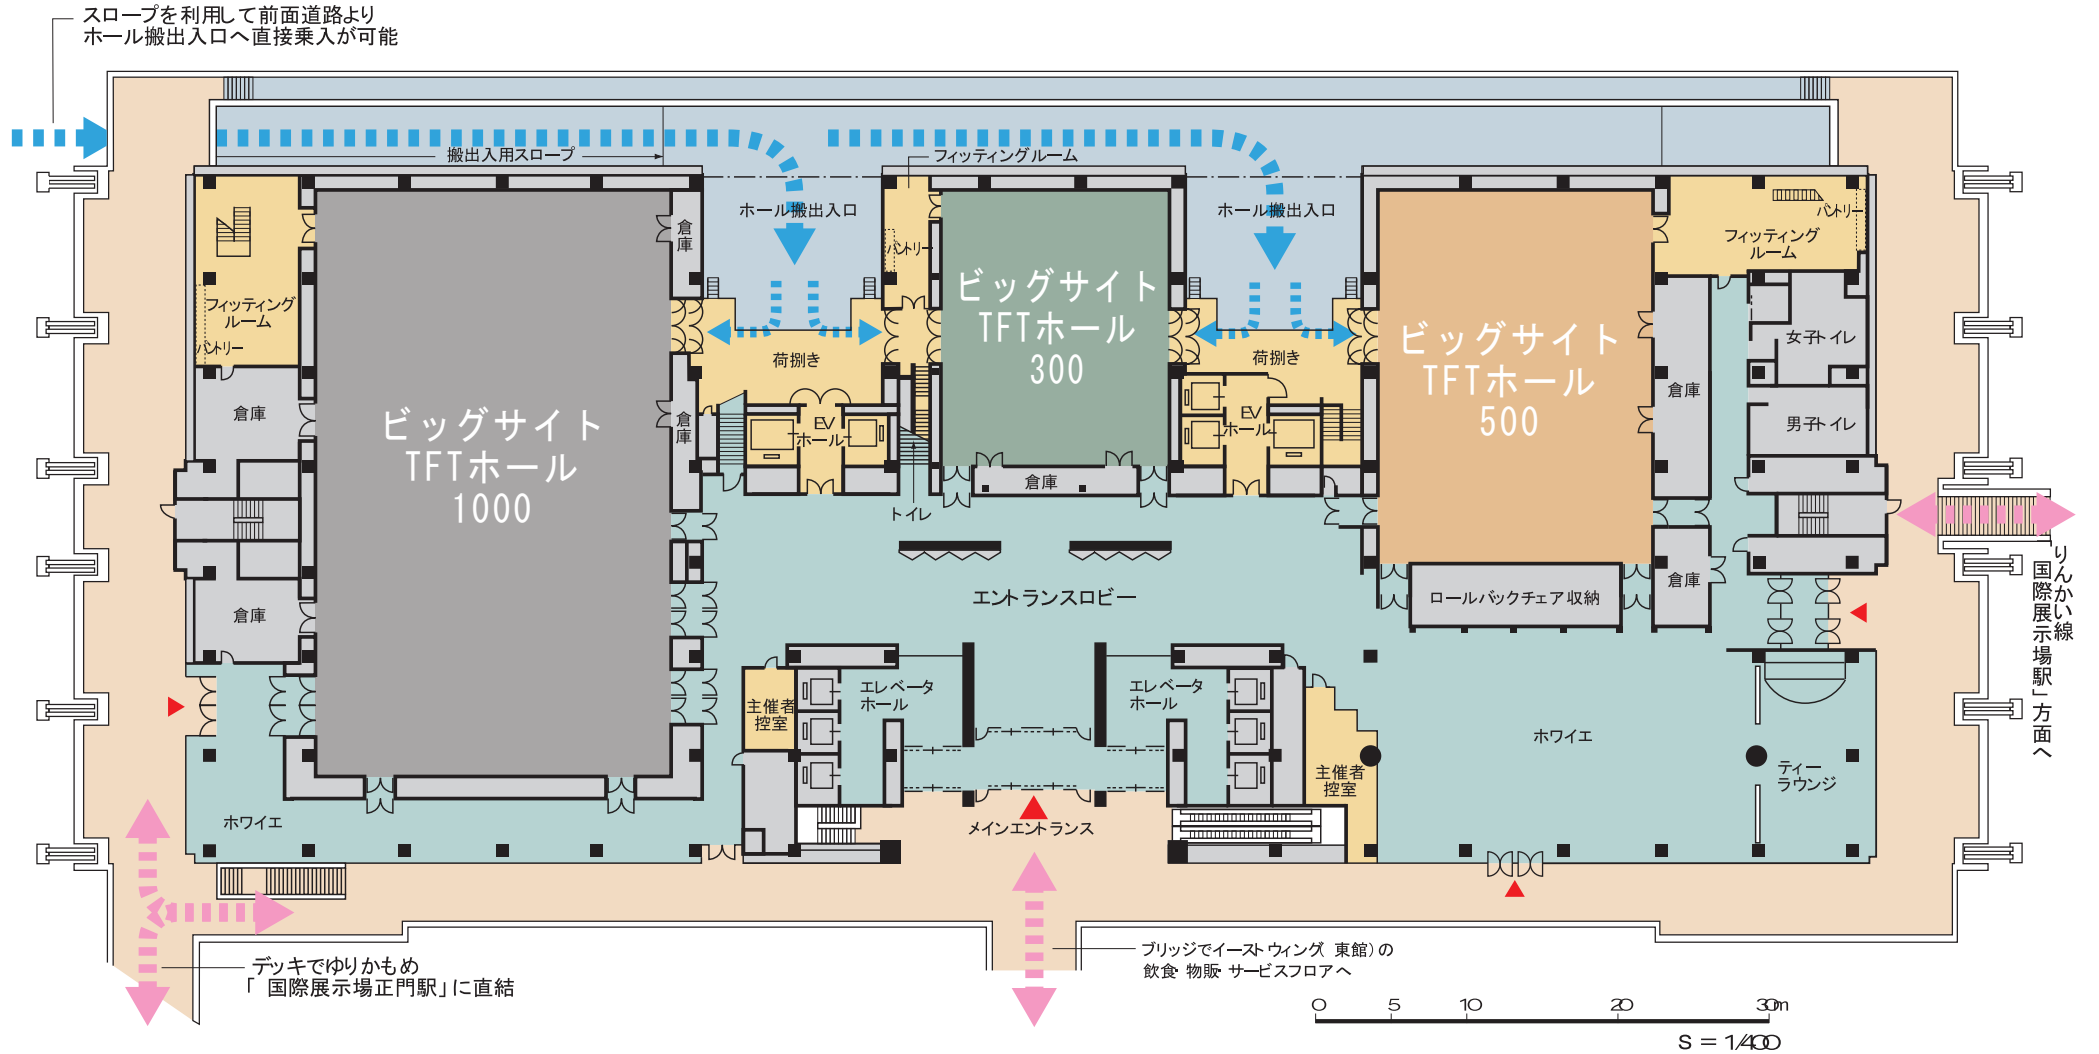 スロープを利用して前面道路より
ホール搬出入口へ直接乗入が可能
搬出入用スロープ
フィッティングルーム
ホール搬出入口
ホール搬出入口
パントリー
フィッティング
ルーム
倉庫
パントリー
フィッティング
ルーム
パントリー
ビッグサイト
TFTホール
300
ビッグサイト
TFTホール
500
荷捌き
荷捌き
女子トイレ
倉庫
倉庫
男子トイレ
ビッグサイト
TFTホール
1000
倉庫
EV
ホール
EV
ホール
倉庫
トイレ
エントランスロビー
ロールバックチェア収納
倉庫
倉庫
「りんかい線
国際展示場駅」方面へ
主催者
控室
エレベータ
ホール
エレベータ
ホール
ホワイエ
主催者
控室
ティー
ラウンジ
ホワイエ
メインエントランス
デッキでゆりかもめ
「 国際展示場正門駅」に直結
ブリッジでイーストウィング( 東館)の
飲食・物販・サービスフロアへ
0 5 10 20 30m
S = 1/400